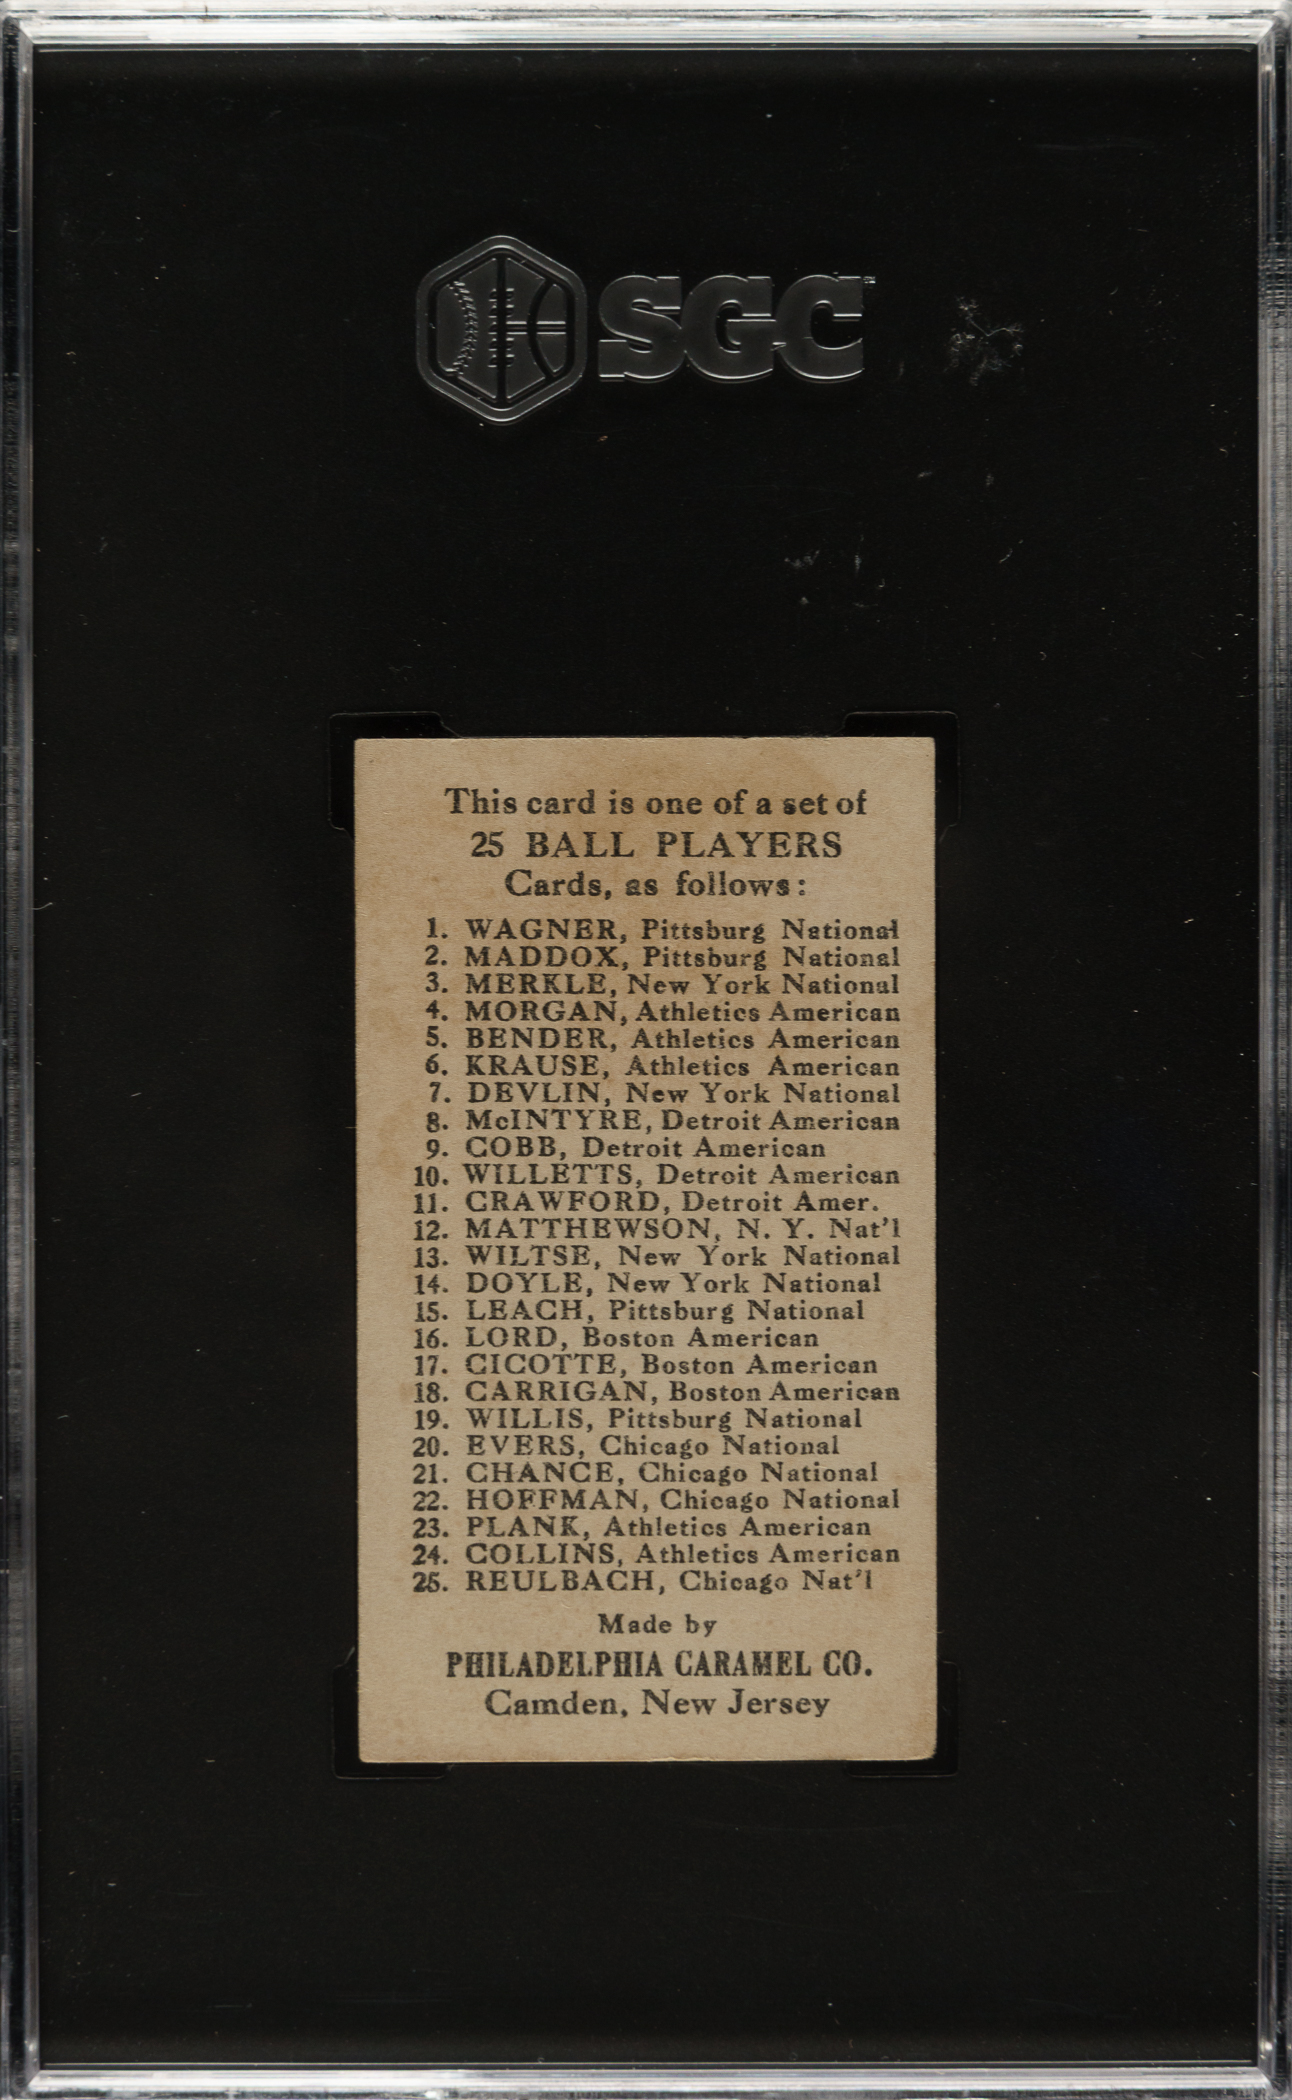 SGC
This card is one of a set of
25 BALL PLAYERS
Cards, as follows:
1. WAGNER, Pittsburg National
2. MADDOX, Pittsburg National
3. MERKLE, New York National
4. MORGAN, Athletics American
5. BENDER, Athletics American
6. KRAUSE, Athletics American
7. DEVLIN, New York National
8. McINTYRE, Detroit American
9. COBB, Detroit American
10. WILLETTS, Detroit American
11. CRAWFORD, Detroit Amer.
12. MATTHEWSON, N. Y. Nat'l
13. WILTSE, New York National
14. DOYLE, New York National
15. LEACH, Pittsburg National
16. LORD, Boston American
17. CICOTTE, Boston American
18. CARRIGAN, Boston American
19. WILLIS, Pittsburg National
20. EVERS, Chicago National
21. CHANCE, Chicago National
22. HOFFMAN, Chicago National
23. PLANK, Athletics American
24. COLLINS, Athletics American
25. REULBACH, Chicago Nat'l
Made by
PHILADELPHIA CARAMEL CO.
Camden, New Jersey